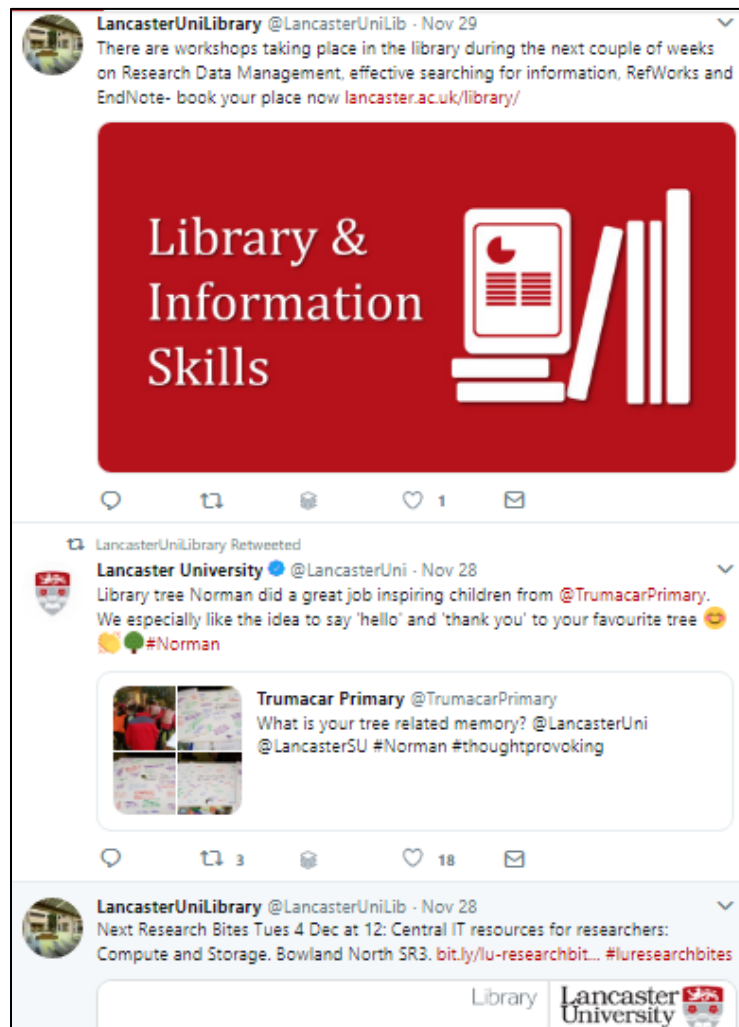 LancasterUniLibrary @LancasterUniLib · Nov 29
There are workshops taking place in the library during the next couple of weeks
on Research Data Management, effective searching for information, RefWorks and
EndNote- book your place now lancaster.ac.uk/library/
Library &
Information
Skills
1
LancasterUniLibrary Retweeted
Lancaster University @LancasterUni · Nov 28
Library tree Norman did a great job inspiring children from @TrumacarPrimary.
We especially like the idea to say 'hello' and 'thank you' to your favourite tree 😊
👏🌳#Norman
Trumacar Primary @TrumacarPrimary
What is your tree related memory? @LancasterUni
@LancasterSU #Norman #thoughtprovoking
3 18
LancasterUniLibrary @LancasterUniLib · Nov 28
Next Research Bites Tues 4 Dec at 12: Central IT resources for researchers:
Compute and Storage. Bowland North SR3. bit.ly/lu-researchbit... #luresearchbites
Library Lancaster
University